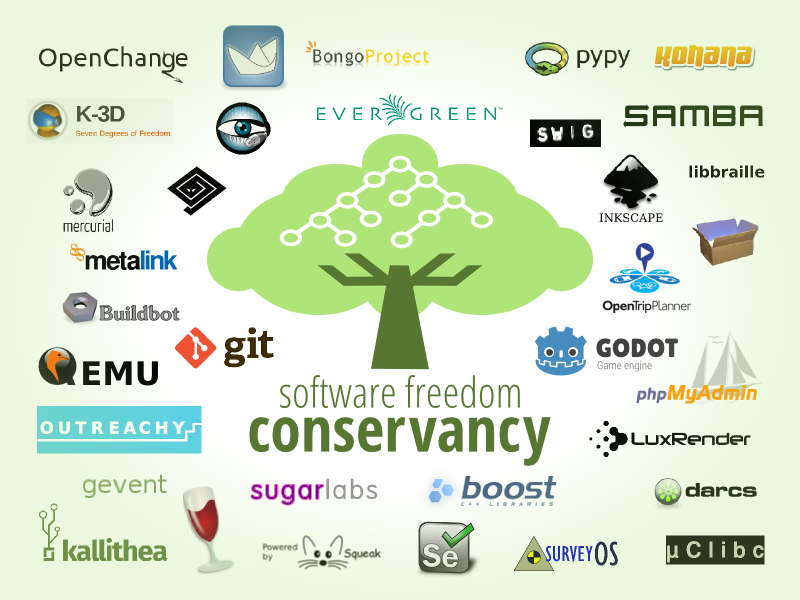 OpenChange
BongoProject
pypy
KOHANA
K-3D
Seven Degrees of Freedom
EVERGREEN™
SWIG
SAMBA
mercurial
INKSCAPE
libbraille
metalink
OpenTripPlanner
Buildbot
QEMU
git
GODOT
Game engine
phpMyAdmin
software freedom
conservancy
OUTREACHY
LuxRender
gevent
sugarlabs
boost
C++ LIBRARIES
darcs
kallithea
Powered
by
Squeak
Se
SURVEYOS
µClibc